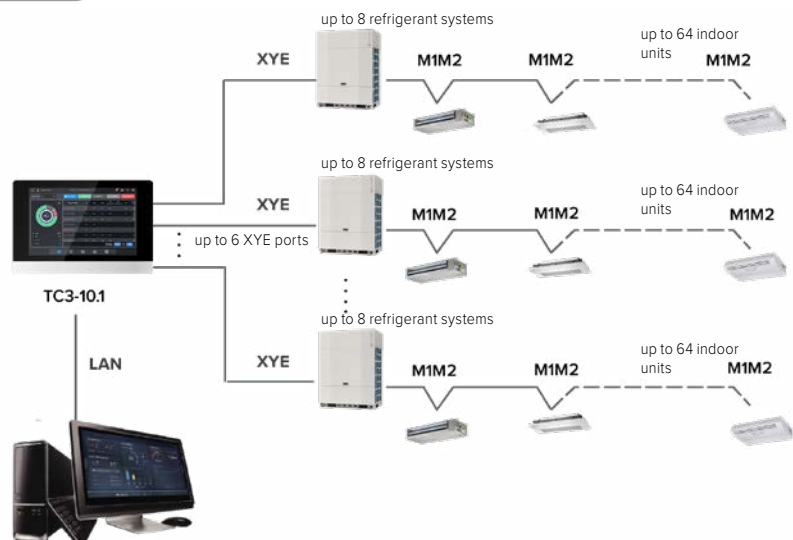 up to 8 refrigerant systems
XYE
M1M2
M1M2
up to 64 indoor
units
M1M2
up to 8 refrigerant systems
XYE
up to 6 XYE ports
M1M2
M1M2
up to 64 indoor
units
M1M2
TC3-10.1
up to 8 refrigerant systems
LAN
XYE
M1M2
M1M2
up to 64 indoor
units
M1M2